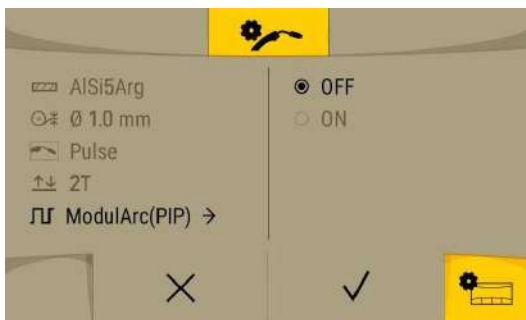 AlSi5Arg
Ø 1.0 mm
Pulse
2T
ModulArc(PIP) →
OFF
ON